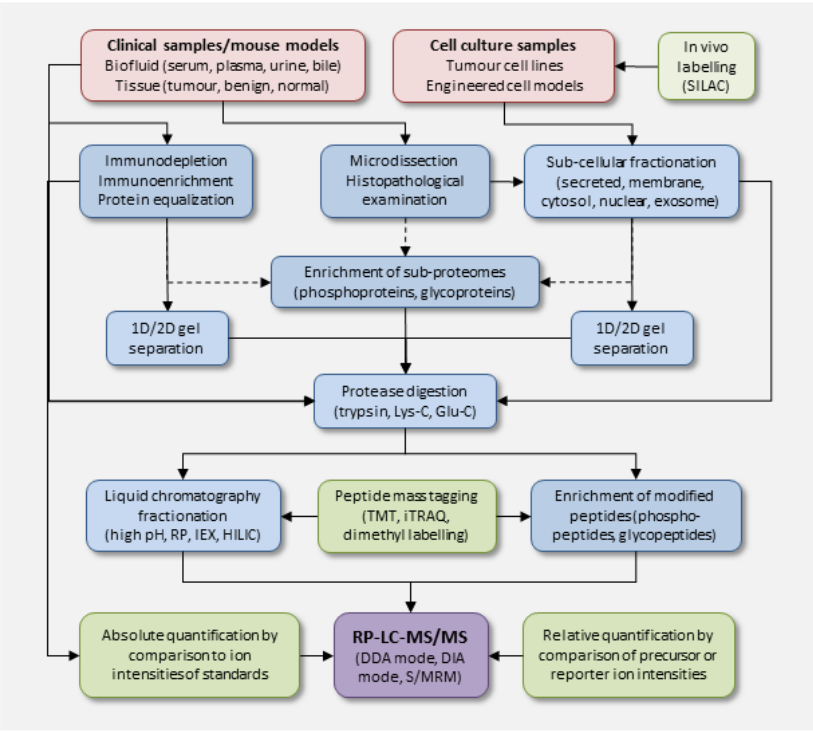 Clinical samples/mouse models
Biofluid (serum, plasma, urine, bile)
Tissue (tumour, benign, normal)
Cell culture samples
Tumour cell lines
Engineered cell models
In vivo
labelling
(SILAC)
Immunodepletion
Immunoenrichment
Protein equalization
Microdissection
Histopathological
examination
Sub-cellular fractionation
(secreted, membrane,
cytosol, nuclear, exosome)
Enrichment of sub-proteomes
(phosphoproteins, glycoproteins)
1D/2D gel
separation
1D/2D gel
separation
Protease digestion
(trypsin, Lys-C, Glu-C)
Liquid chromatography
fractionation
(high pH, RP, IEX, HILIC)
Peptide mass tagging
(TMT, iTRAQ,
dimethyl labelling)
Enrichment of modified
peptides(phospho-
peptides, glycopeptides)
Absolute quantification by
comparison to ion
intensities of standards
RP-LC-MS/MS
(DDA mode, DIA
mode, S/MRM)
Relative quantification by
comparison of precursor or
reporter ion intensities